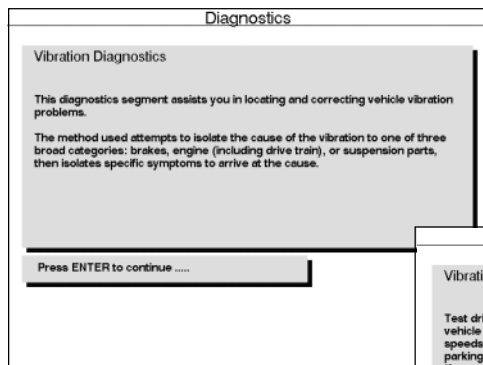 Diagnostics
Vibration Diagnostics
This diagnostics segment assists you in locating and correcting vehicle vibration
problems.
The method used attempts to isolate the cause of the vibration to one of three
broad categories: brakes, engine (including drive train), or suspension parts,
then isolates specific symptoms to arrive at the cause.
Press ENTER to continue .....
Vibrati
Test dri
vehicle
speeds
parking